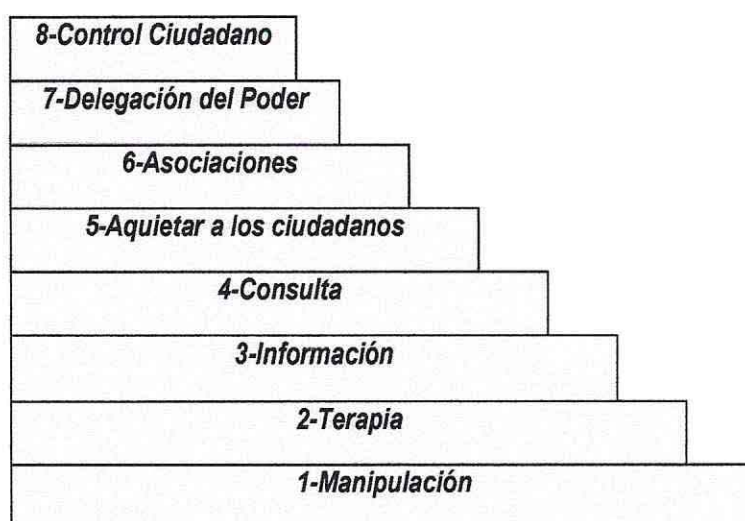 8-Control Ciudadano
7-Delegación del Poder
6-Asociaciones
5-Aquietar a los ciudadanos
4-Consulta
3-Información
2-Terapia
1-Manipulación